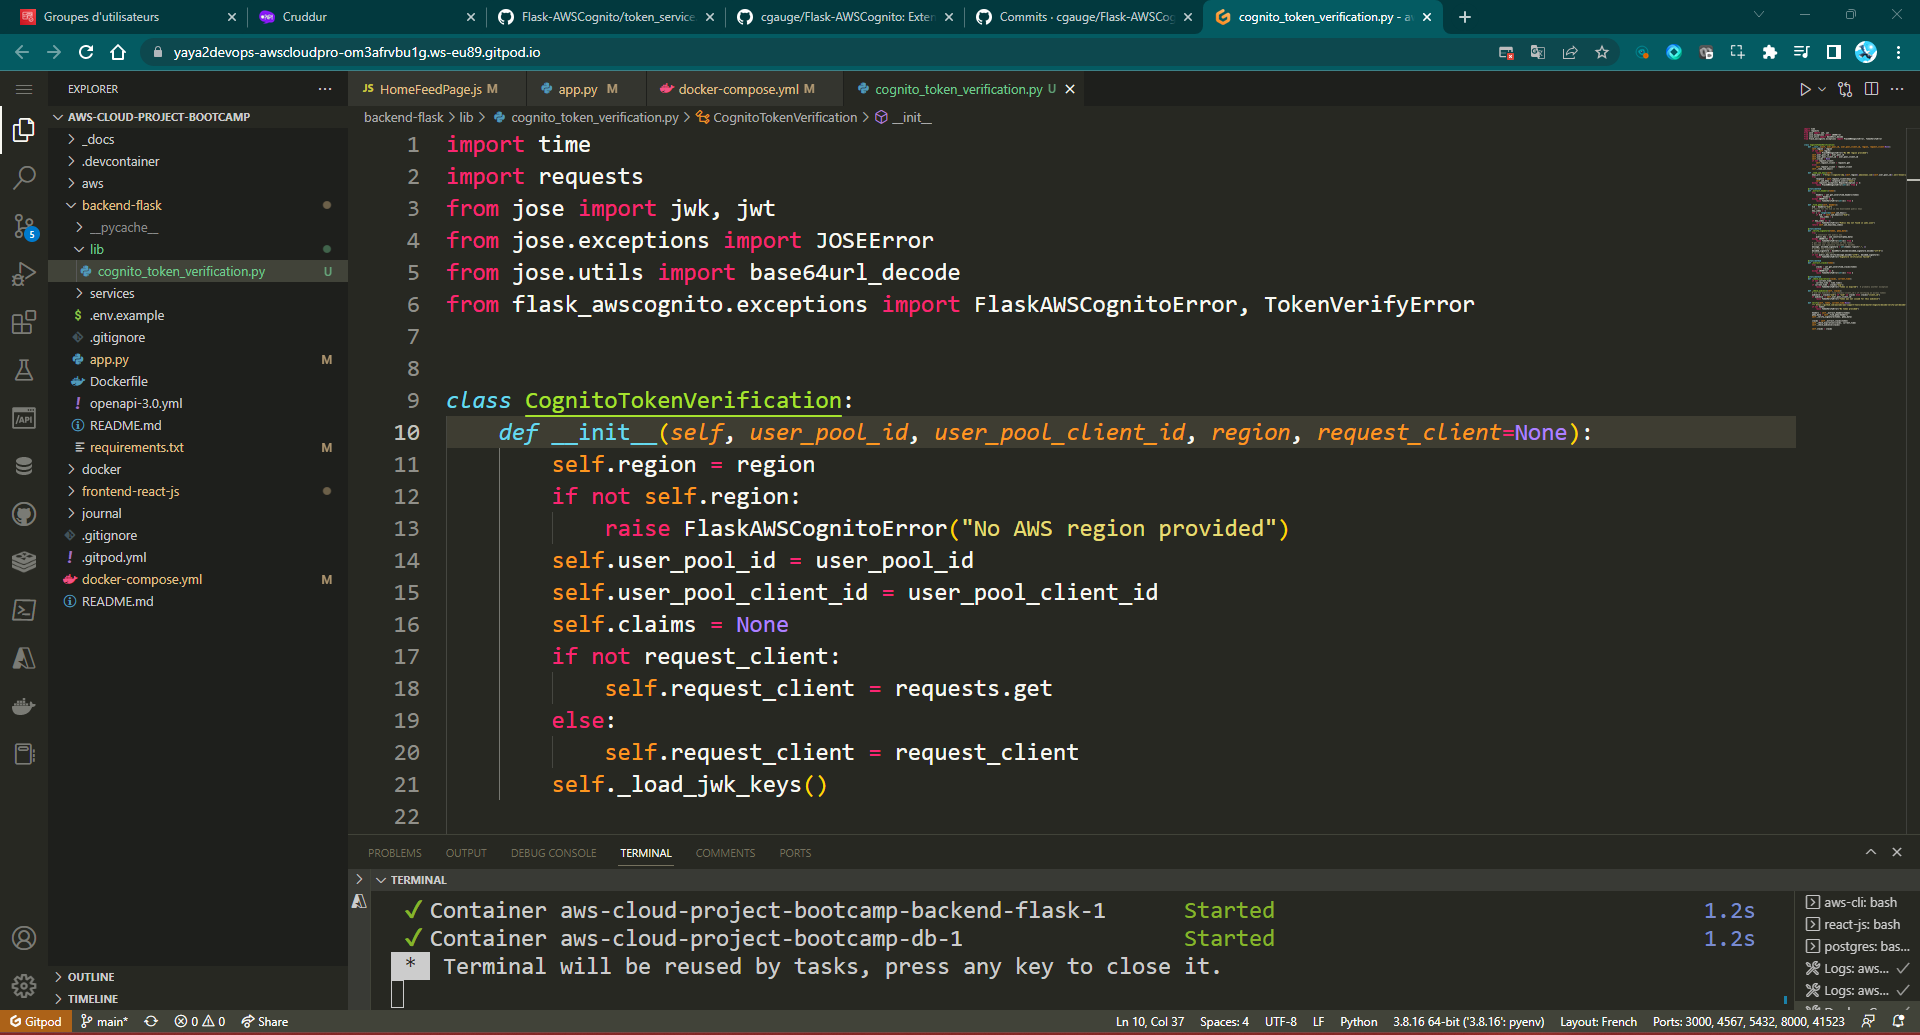 Groupes d'utilisateurs
Cruddur
Flask-AWSCognito/token_service
cgauge/Flask-AWSCognito: Exten
Commits · cgauge/Flask-AWSCog
cognito_token_verification.py - a
yaya2devops-awscloudpro-om3afrvbu1g.ws-eu89.gitpod.io
EXPLORER
JS HomeFeedPage.js M
app.py M
docker-compose.yml M
cognito_token_verification.py U
backend-flask > lib > cognito_token_verification.py > CognitoTokenVerification > __init__
AWS-CLOUD-PROJECT-BOOTCAMP
_docs
.devcontainer
aws
backend-flask
__pycache__
lib
cognito_token_verification.py U
services
$ .env.example
.gitignore
app.py M
Dockerfile
! openapi-3.0.yml
README.md
requirements.txt M
docker
frontend-react-js
journal
.gitignore
! .gitpod.yml
docker-compose.yml M
README.md
5
/API
OUTLINE
TIMELINE
1 import time
2 import requests
3 from jose import jwk, jwt
4 from jose.exceptions import JOSEError
5 from jose.utils import base64url_decode
6 from flask_awscognito.exceptions import FlaskAWSCognitoError, TokenVerifyError
7
8
9 class CognitoTokenVerification:
10 def __init__(self, user_pool_id, user_pool_client_id, region, request_client=None):
11 self.region = region
12 if not self.region:
13 raise FlaskAWSCognitoError("No AWS region provided")
14 self.user_pool_id = user_pool_id
15 self.user_pool_client_id = user_pool_client_id
16 self.claims = None
17 if not request_client:
18 self.request_client = requests.get
19 else:
20 self.request_client = request_client
21 self._load_jwk_keys()
22
PROBLEMS OUTPUT DEBUG CONSOLE TERMINAL COMMENTS PORTS
TERMINAL
✓ Container aws-cloud-project-bootcamp-backend-flask-1 Started 1.2s
✓ Container aws-cloud-project-bootcamp-db-1 Started 1.2s
* Terminal will be reused by tasks, press any key to close it.
aws-cli: bash
react-js: bash
postgres: bas...
Logs: aws...
Logs: aws...
Gitpod main* 0 0 Share
Ln 10, Col 37 Spaces: 4 UTF-8 LF Python 3.8.16 64-bit ('3.8.16': pyenv) Layout: French Ports: 3000, 4567, 5432, 8000, 41523